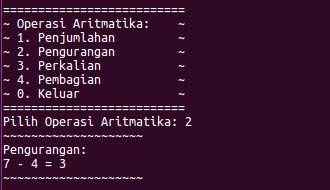 ==========================
~ Operasi Aritmatika:    ~
~ 1. Penjumlahan         ~
~ 2. Pengurangan         ~
~ 3. Perkalian           ~
~ 4. Pembagian           ~
~ 0. Keluar              ~
==========================
Pilih Operasi Aritmatika: 2
~~~~~~~~~~~~~~~~~~~~
Pengurangan:
7 - 4 = 3
~~~~~~~~~~~~~~~~~~~~